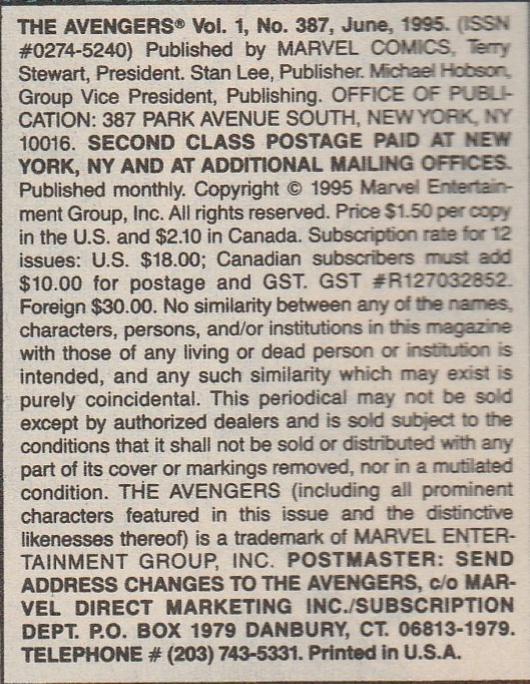 THE AVENGERS® Vol. 1, No. 387, June, 1995. (ISSN
#0274-5240) Published by MARVEL COMICS, Terry
Stewart, President. Stan Lee, Publisher. Michael Hobson,
Group Vice President, Publishing. OFFICE OF PUBLI-
CATION: 387 PARK AVENUE SOUTH, NEW YORK, NY
10016. SECOND CLASS POSTAGE PAID AT NEW
YORK, NY AND AT ADDITIONAL MAILING OFFICES.
Published monthly. Copyright © 1995 Marvel Entertain-
ment Group, Inc. All rights reserved. Price $1.50 per copy
in the U.S. and $2.10 in Canada. Subscription rate for 12
issues: U.S. $18.00; Canadian subscribers must add
$10.00 for postage and GST. GST #R127032852.
Foreign $30.00. No similarity between any of the names,
characters, persons, and/or institutions in this magazine
with those of any living or dead person or institution is
intended, and any such similarity which may exist is
purely coincidental. This periodical may not be sold
except by authorized dealers and is sold subject to the
conditions that it shall not be sold or distributed with any
part of its cover or markings removed, nor in a mutilated
condition. THE AVENGERS (including all prominent
characters featured in this issue and the distinctive
likenesses thereof) is a trademark of MARVEL ENTER-
TAINMENT GROUP, INC. POSTMASTER: SEND
ADDRESS CHANGES TO THE AVENGERS, c/o MAR-
VEL DIRECT MARKETING INC./SUBSCRIPTION
DEPT. P.O. BOX 1979 DANBURY, CT. 06813-1979.
TELEPHONE # (203) 743-5331. Printed in U.S.A.